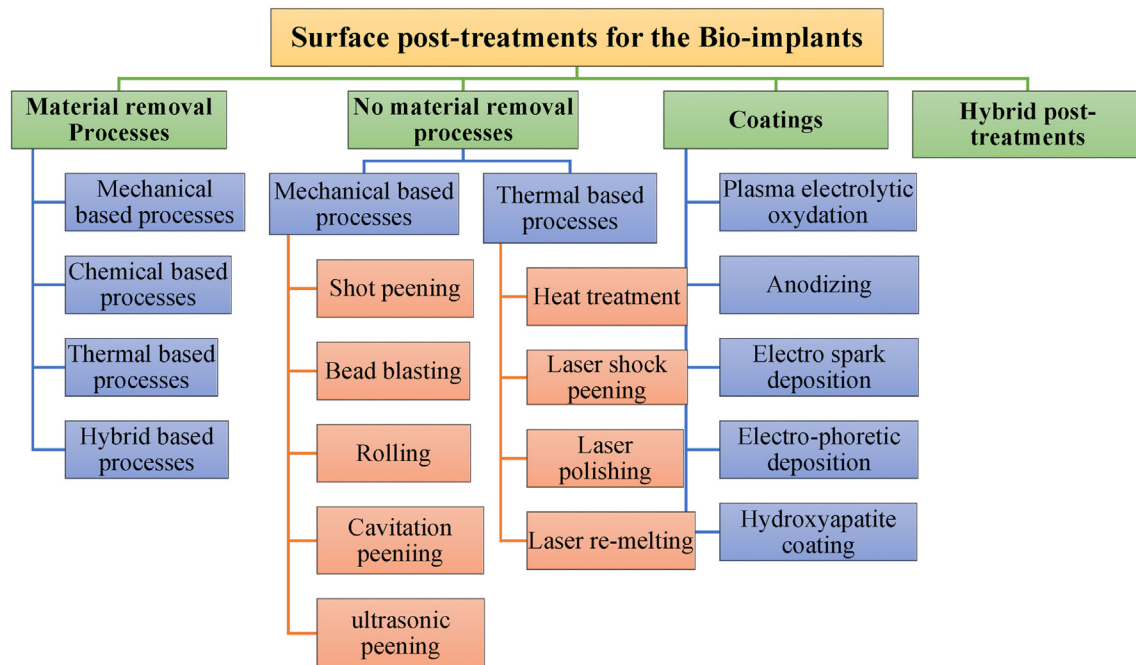 Surface post-treatments for the Bio-implants
Material removal
Processes
Mechanical
based processes
Chemical based
processes
Thermal based
processes
Hybrid based
processes
No material removal
processes
Mechanical based
processes
Shot peening
Bead blasting
Rolling
Cavitation
peeniing
ultrasonic
peening
Thermal based
processes
Heat treatment
Laser shock
peening
Laser
polishing
Laser re-melting
Coatings
Plasma electrolytic
oxydation
Anodizing
Electro spark
deposition
Electro-phoretic
deposition
Hydroxyapatite
coating
Hybrid post-
treatments